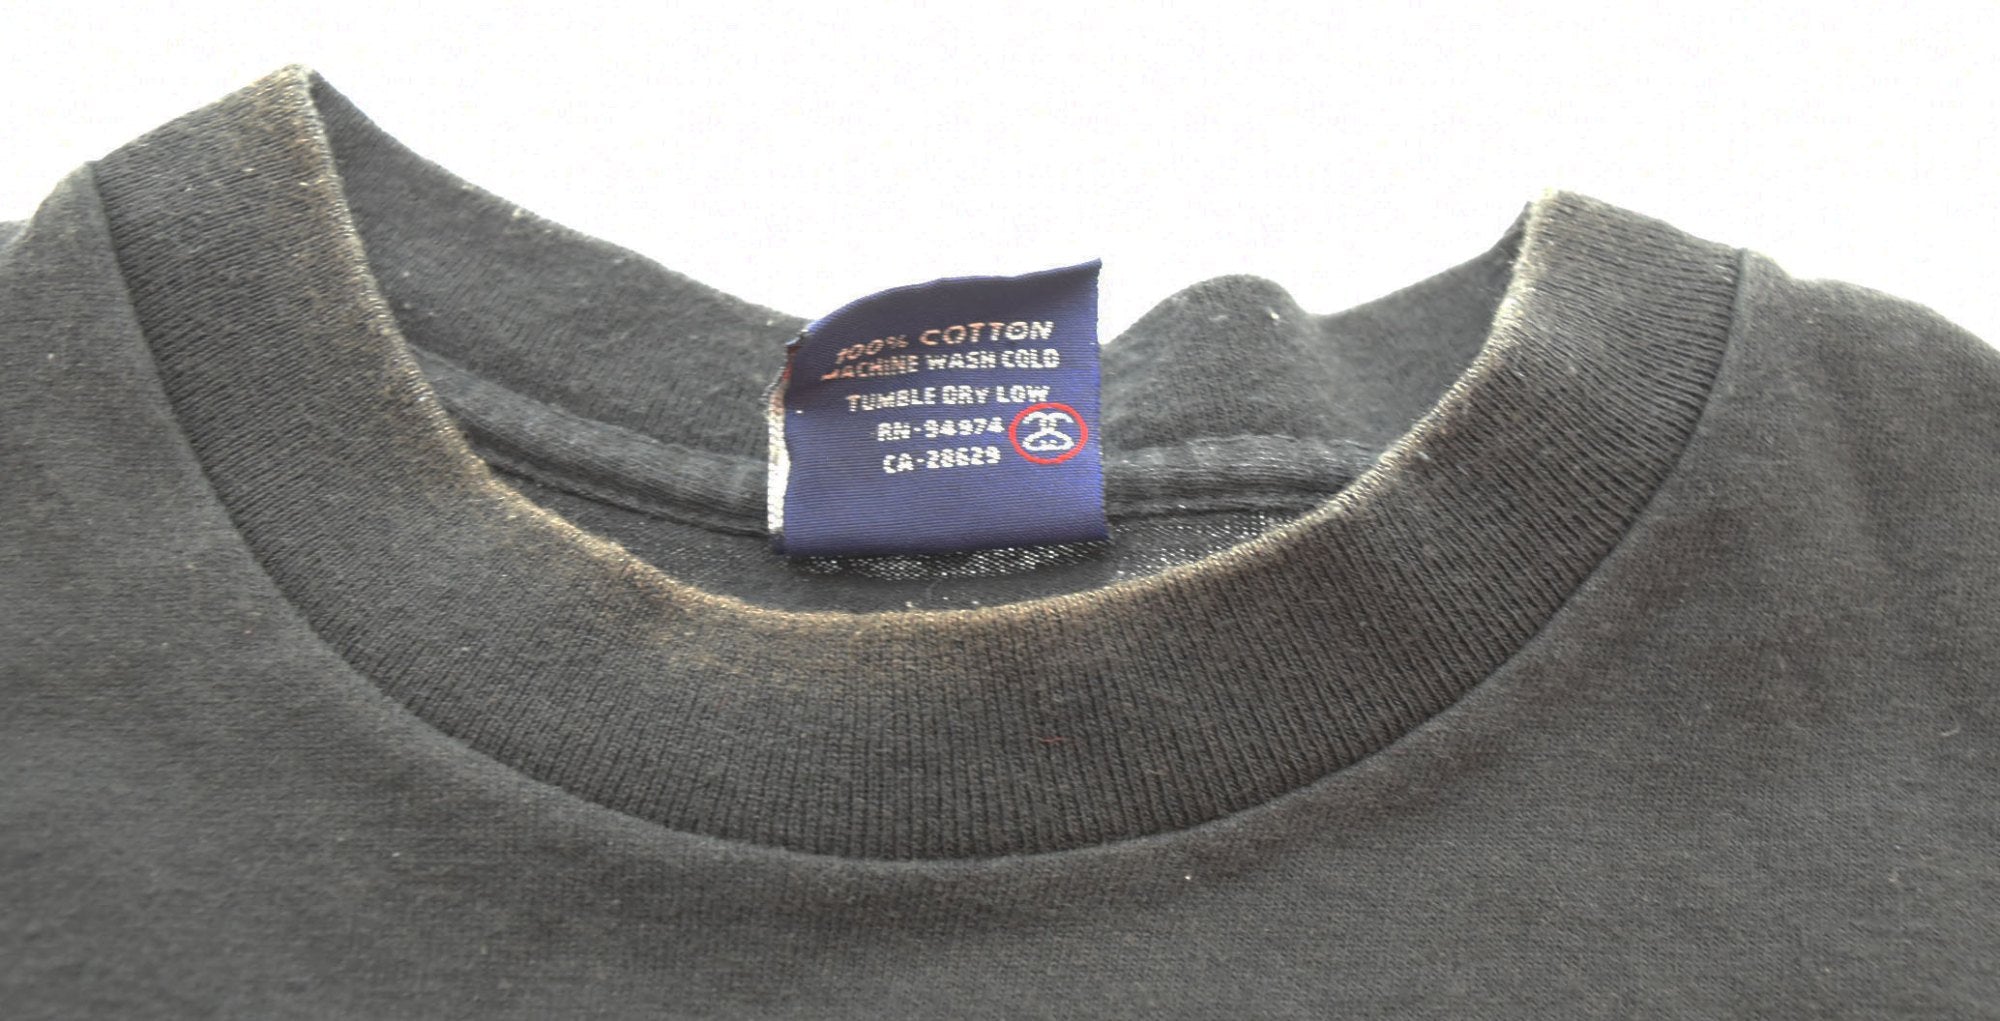 100% COTTON
MACHINE WASH COLD
TUMBLE DRY LOW
RN-94974
CA-28629